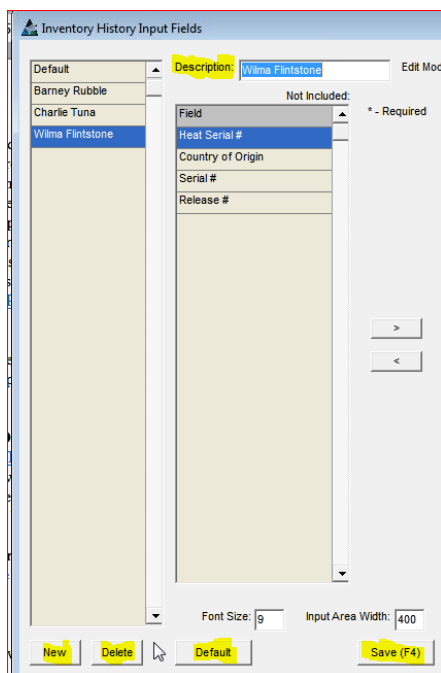 Inventory History Input Fields
Default
Barney Rubble
Charlie Tuna
Wilma Flintstone
Description: Wilma Flintstone Edit Mod
Not Included:
* - Required
Field
Heat Serial #
Country of Origin
Serial #
Release #
>
<
Font Size: 9 Input Area Width: 400
New Delete Default Save (F4)